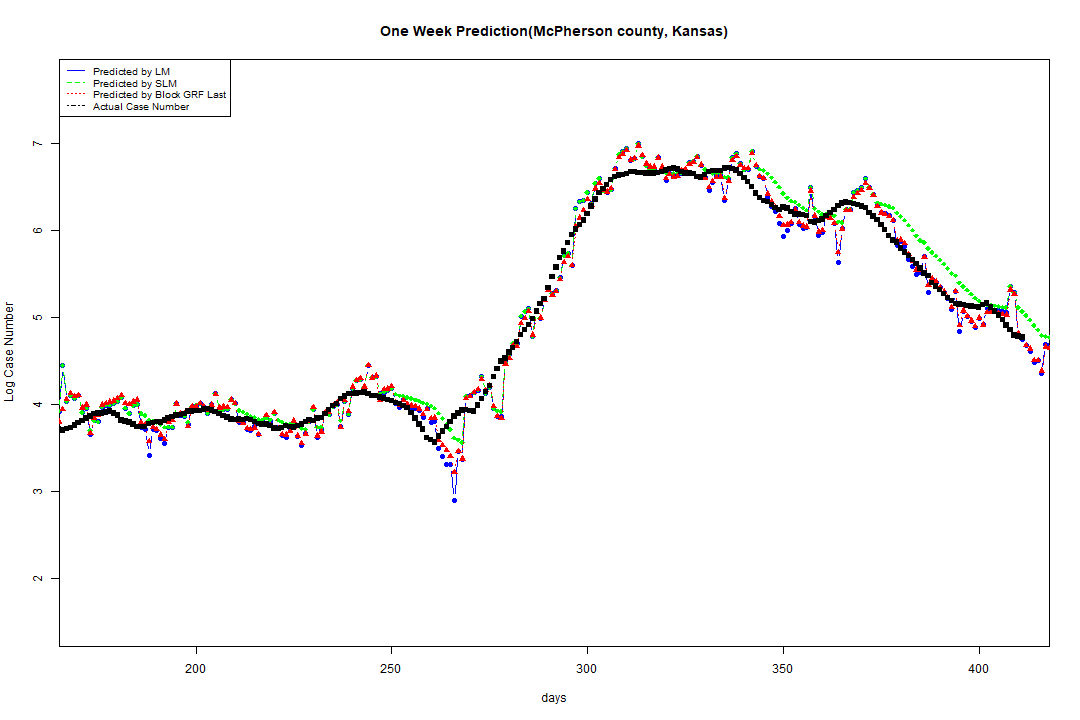 One Week Prediction(McPherson county, Kansas)
Predicted by LM
Predicted by SLM
Predicted by Block GRF Last
Actual Case Number
7
6
5
4
3
2
Log Case Number
200 250 300 350 400
days